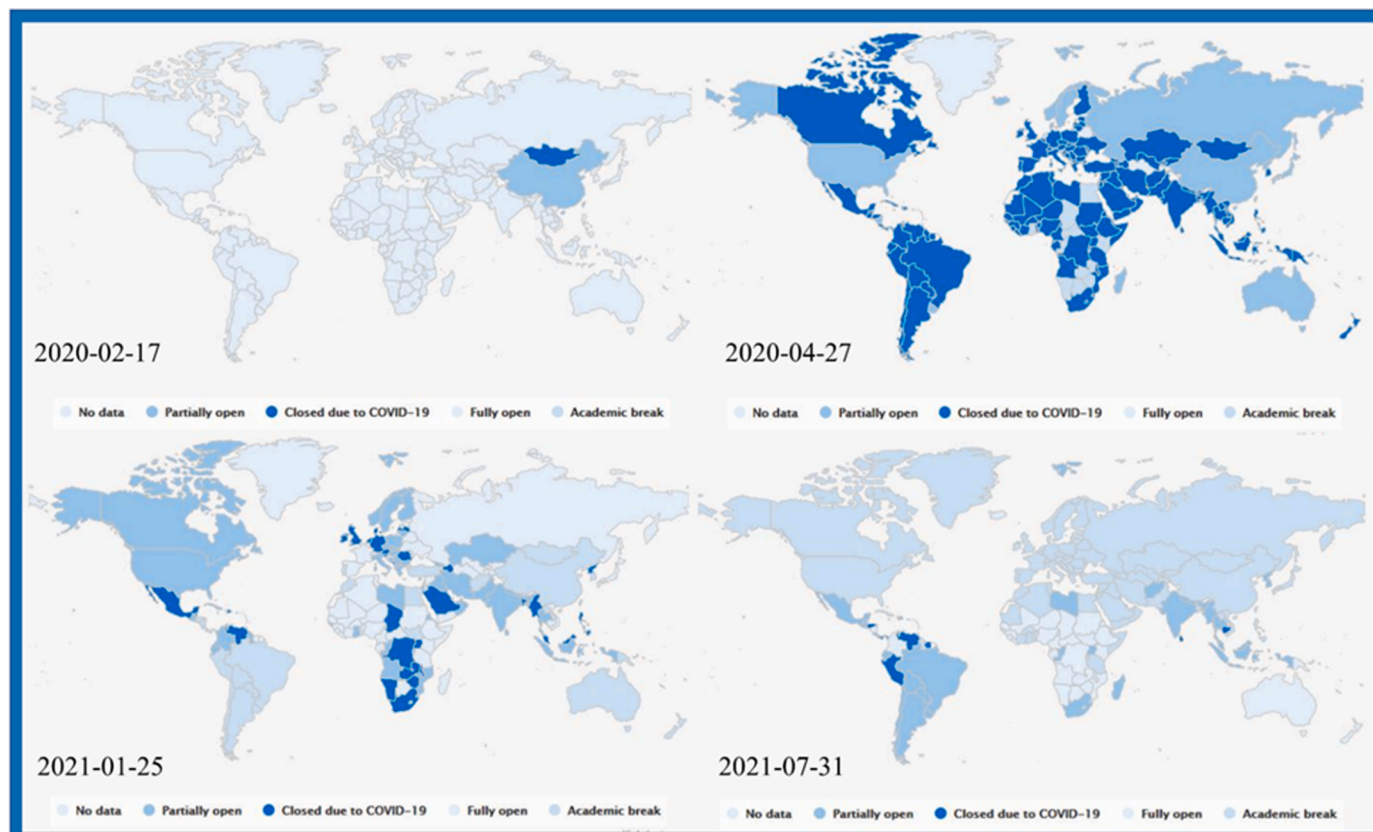 2020-02-17
2020-04-27
No data Partially open Closed due to COVID-19 Fully open Academic break
No data Partially open Closed due to COVID-19 Fully open Academic break
2021-01-25
2021-07-31
No data Partially open Closed due to COVID-19 Fully open Academic break
No data Partially open Closed due to COVID-19 Fully open Academic break